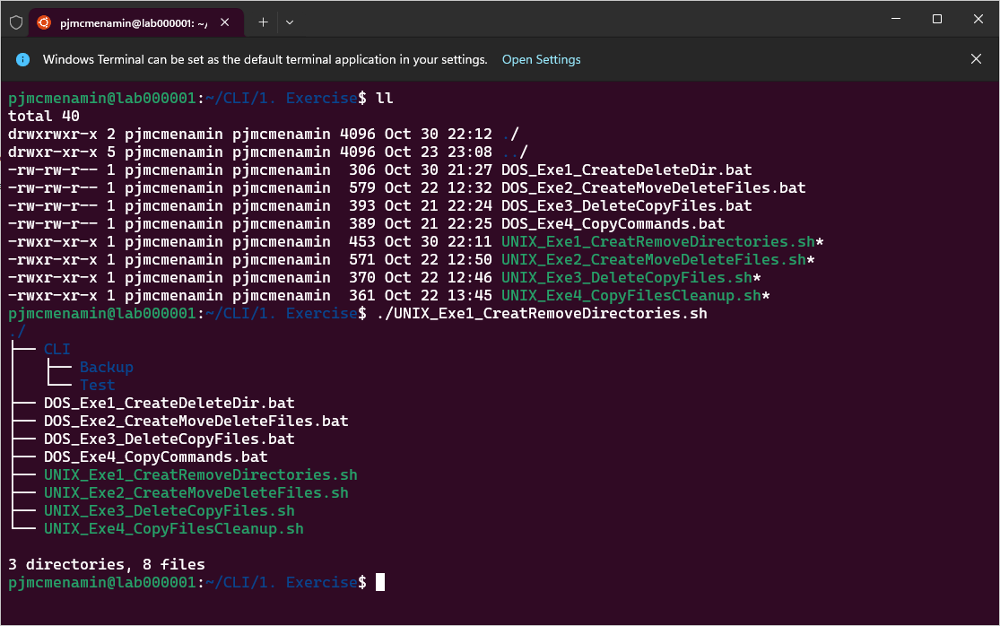 pjmcmenamin@lab000001: ~/
Windows Terminal can be set as the default terminal application in your settings. Open Settings
pjmcmenamin@lab000001:~/CLI/1. Exercise$ ll
total 40
drwxrwxr-x 2 pjmcmenamin pjmcmenamin 4096 Oct 30 22:12 ./
drwxr-xr-x 5 pjmcmenamin pjmcmenamin 4096 Oct 23 23:08 ../
-rw-rw-r-- 1 pjmcmenamin pjmcmenamin  306 Oct 30 21:27 DOS_Exe1_CreateDeleteDir.bat
-rw-rw-r-- 1 pjmcmenamin pjmcmenamin  579 Oct 22 12:32 DOS_Exe2_CreateMoveDeleteFiles.bat
-rw-rw-r-- 1 pjmcmenamin pjmcmenamin  393 Oct 21 22:24 DOS_Exe3_DeleteCopyFiles.bat
-rw-rw-r-- 1 pjmcmenamin pjmcmenamin  389 Oct 21 22:25 DOS_Exe4_CopyCommands.bat
-rwxr-xr-x 1 pjmcmenamin pjmcmenamin  453 Oct 30 22:11 UNIX_Exe1_CreatRemoveDirectories.sh*
-rwxr-xr-x 1 pjmcmenamin pjmcmenamin  571 Oct 22 12:50 UNIX_Exe2_CreateMoveDeleteFiles.sh*
-rwxr-xr-x 1 pjmcmenamin pjmcmenamin  370 Oct 22 12:46 UNIX_Exe3_DeleteCopyFiles.sh*
-rwxr-xr-x 1 pjmcmenamin pjmcmenamin  361 Oct 22 13:45 UNIX_Exe4_CopyFilesCleanup.sh*
pjmcmenamin@lab000001:~/CLI/1. Exercise$ ./UNIX_Exe1_CreatRemoveDirectories.sh
./
├── CLI
│   ├── Backup
│   └── Test
├── DOS_Exe1_CreateDeleteDir.bat
├── DOS_Exe2_CreateMoveDeleteFiles.bat
├── DOS_Exe3_DeleteCopyFiles.bat
├── DOS_Exe4_CopyCommands.bat
├── UNIX_Exe1_CreatRemoveDirectories.sh
├── UNIX_Exe2_CreateMoveDeleteFiles.sh
├── UNIX_Exe3_DeleteCopyFiles.sh
└── UNIX_Exe4_CopyFilesCleanup.sh
3 directories, 8 files
pjmcmenamin@lab000001:~/CLI/1. Exercise$